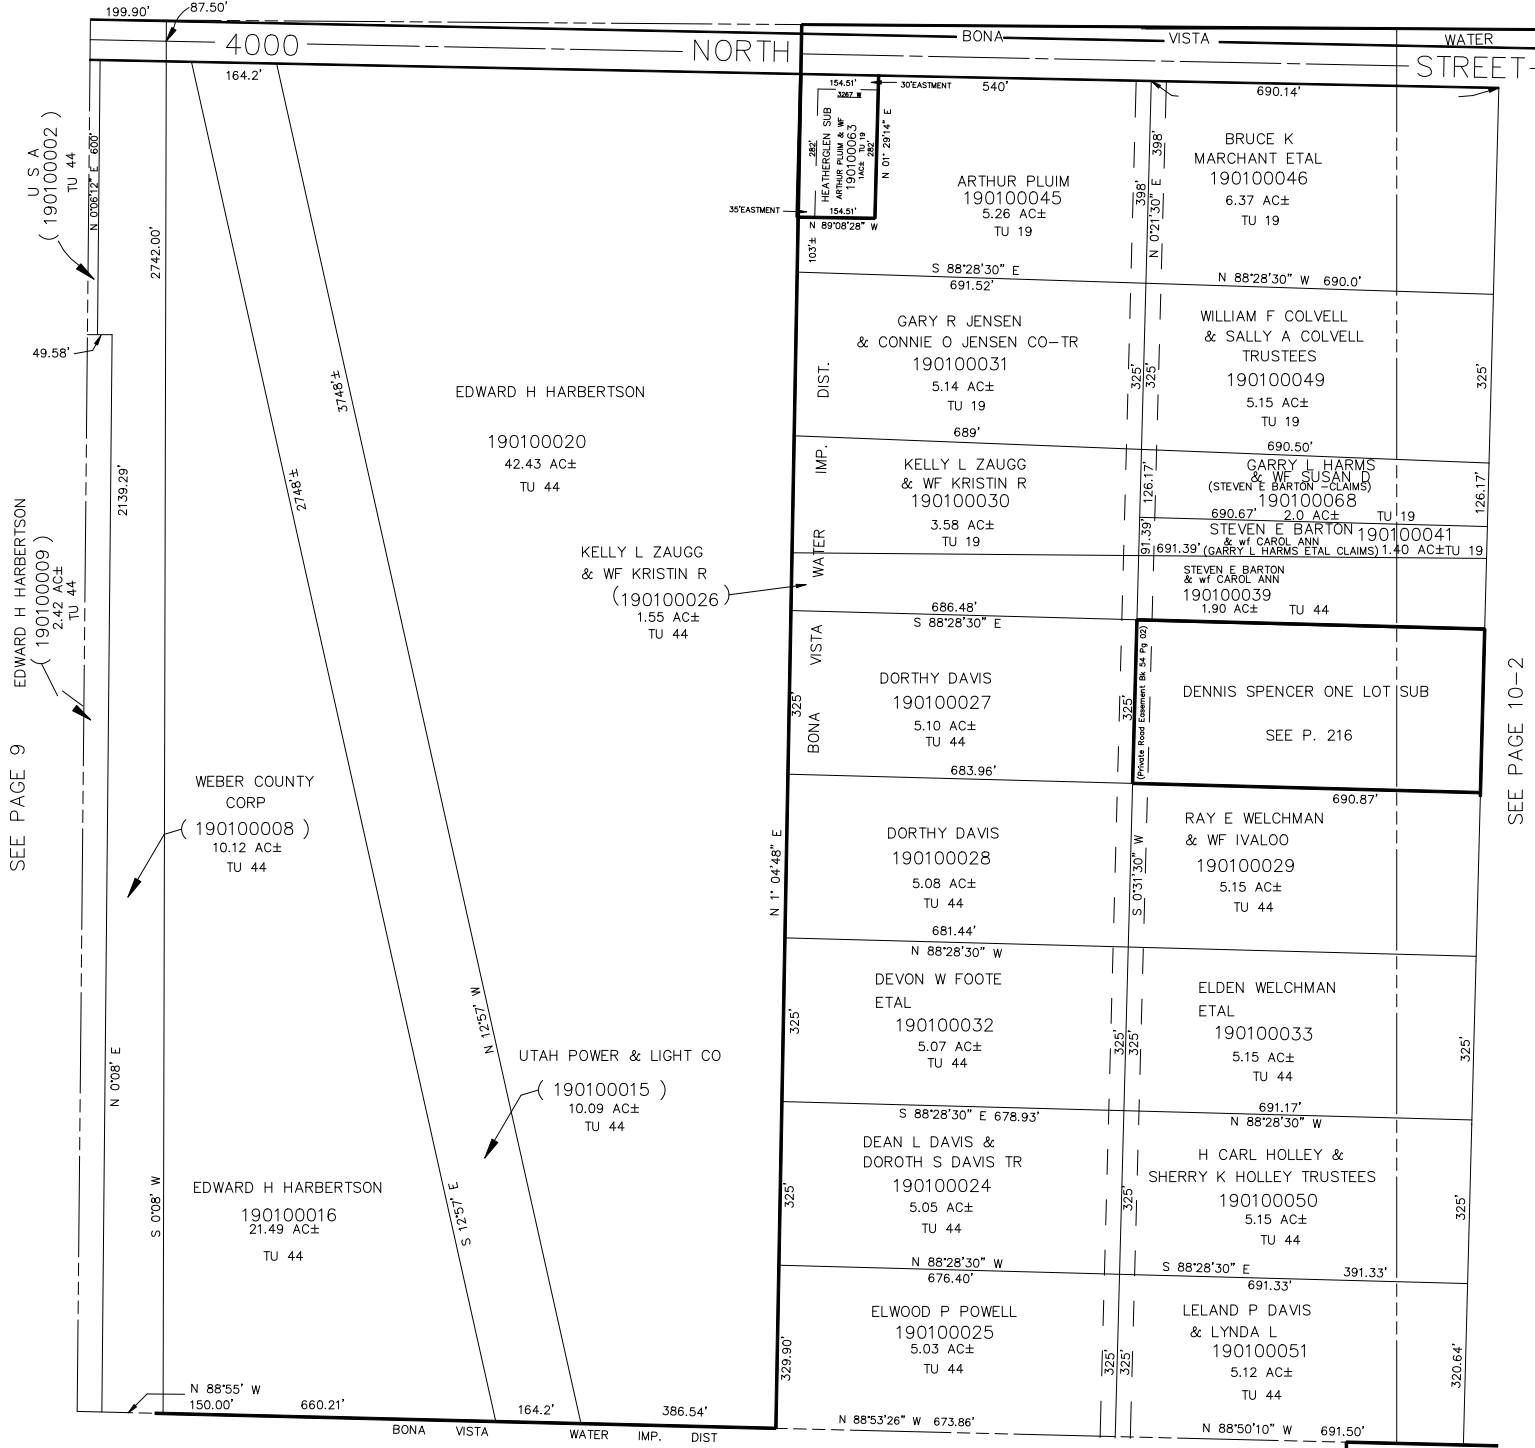 199.90'
87.50'
4000
NORTH
BONA
VISTA
WATER
STREET
164.2'
154.51'
3267 W
30'EASTMENT
540'
690.14'
U S A
(190100002)
TU 44
N 0°06'12" E 600'
2742.00'
HEATHERGLEN SUB
ARTHUR PLUIM & WF
190100063
1AC± TU 19
282'
282'
N 01° 29'14" E
154.51'
35'EASTMENT
N 89°08'28" W
103'±
ARTHUR PLUIM
190100045
5.26 AC±
TU 19
398'
398'
N 0°21'30" E
BRUCE K
MARCHANT ETAL
190100046
6.37 AC±
TU 19
S 88°28'30" E
691.52'
N 88°28'30" W 690.0'
49.58'
GARY R JENSEN
& CONNIE O JENSEN CO-TR
190100031
5.14 AC±
TU 19
325'
325'
WILLIAM F COLVELL
& SALLY A COLVELL
TRUSTEES
190100049
5.15 AC±
TU 19
325'
DIST.
3748'±
2748'±
EDWARD H HARBERTSON
190100020
42.43 AC±
TU 44
689'
690.50'
2139.29'
IMP.
KELLY L ZAUGG
& WF KRISTIN R
190100030
3.58 AC±
TU 19
126.17'
GARRY L HARMS
& WF SUSAN D
(STEVEN E BARTON -CLAIMS)
190100068
690.67' 2.0 AC± TU 19
126.17'
91.39'
STEVEN E BARTON 190100041
& wf CAROL ANN
691.39' (GARRY L HARMS ETAL CLAIMS) 1.40 AC± TU 19
WATER
EDWARD H HARBERTSON
(190100009)
2.42 AC±
TU 44
KELLY L ZAUGG
& WF KRISTIN R
(190100026)
1.55 AC±
TU 44
STEVEN E BARTON
& wf CAROL ANN
190100039
1.90 AC± TU 44
686.48'
S 88°28'30" E
VISTA
DORTHY DAVIS
190100027
5.10 AC±
TU 44
325'
325'
(Private Road Easement Bk 54 Pg 02)
DENNIS SPENCER ONE LOT SUB
SEE P. 216
SEE PAGE 10-2
BONA
SEE PAGE 9
683.96'
690.87'
WEBER COUNTY
CORP
(190100008)
10.12 AC±
TU 44
N 1° 04'48" E
DORTHY DAVIS
190100028
5.08 AC±
TU 44
S 0°31'30" W
RAY E WELCHMAN
& WF IVALOO
190100029
5.15 AC±
TU 44
681.44'
N 88°28'30" W
N 12°57' W
DEVON W FOOTE
ETAL
190100032
5.07 AC±
TU 44
325'
325'
325'
ELDEN WELCHMAN
ETAL
190100033
5.15 AC±
TU 44
325'
N 0°08' E
UTAH POWER & LIGHT CO
(190100015)
10.09 AC±
TU 44
S 88°28'30" E 678.93'
691.17'
N 88°28'30" W
S 0°08' W
EDWARD H HARBERTSON
190100016
21.49 AC±
TU 44
S 12°57' E
DEAN L DAVIS &
DOROTH S DAVIS TR
190100024
5.05 AC±
TU 44
325'
325'
H CARL HOLLEY &
SHERRY K HOLLEY TRUSTEES
190100050
5.15 AC±
TU 44
325'
N 88°28'30" W
676.40'
S 88°28'30" E
391.33'
691.33'
ELWOOD P POWELL
190100025
5.03 AC±
TU 44
329.90'
325'
325'
LELAND P DAVIS
& LYNDA L
190100051
5.12 AC±
TU 44
320.64'
N 88°55' W
150.00'
660.21'
164.2'
386.54'
N 88°53'26" W 673.86'
N 88°50'10" W 691.50'
BONA VISTA WATER IMP. DIST